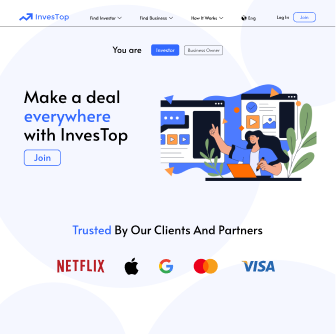 InvesTop
Find Investor
Find Business
How It Works
Eng
Log In
Join
You are
Investor
Business Owner
Make a deal
everywhere
with InvesTop
Join
Trusted By Our Clients And Partners
NETFLIX
G
VISA